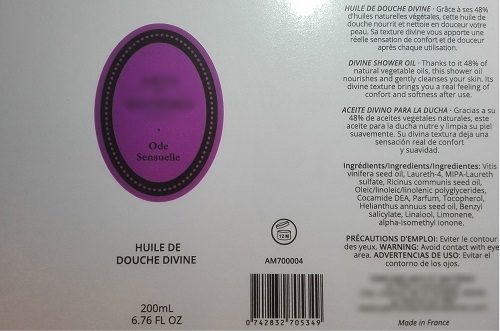 Ode
Sensuelle
HUILE DE
DOUCHE DIVINE
200mL
6.76 FL OZ
12 M
AM700004
0 742832 705349
HUILE DE DOUCHE DIVINE · Grâce à ses 48%
d'huiles naturelles végétales, cette huile de
douche nourrit et nettoie en douceur votre
peau. Sa texture divine vous apporte une
réelle sensation de confort et de douceur
après chaque utilisation.
DIVINE SHOWER OIL · Thanks to it 48% of
natural vegetable oils, this shower oil
nourishes and gently cleanses your skin. Its
divine texture brings you a real feeling of
comfort and softness after use.
ACEITE DIVINO PARA LA DUCHA · Gracias a su
48% de aceites vegetales naturales, este
aceite para la ducha nutre y limpia su piel
suavemente. Su divina textura deja una
sensación real de confort
y suavidad.
Ingrédients/Ingredients/Ingredientes: Vitis
vinifera seed oil, Laureth-4, MIPA-Laureth
sulfate, Ricinus communis seed oil,
Oleic/linoleic/linolenic polyglycerides,
Cocamide DEA, Parfum, Tocopherol,
Helianthus annuus seed oil, Benzyl
salicylate, Linalool, Limonene,
alpha-isomethyl ionone.
PRÉCAUTIONS D'EMPLOI: Eviter le contour
des yeux. WARNING: Avoid contact with eye
area. ADVERTENCIAS DE USO: Evitar el
contorno de los ojos.
Made in France